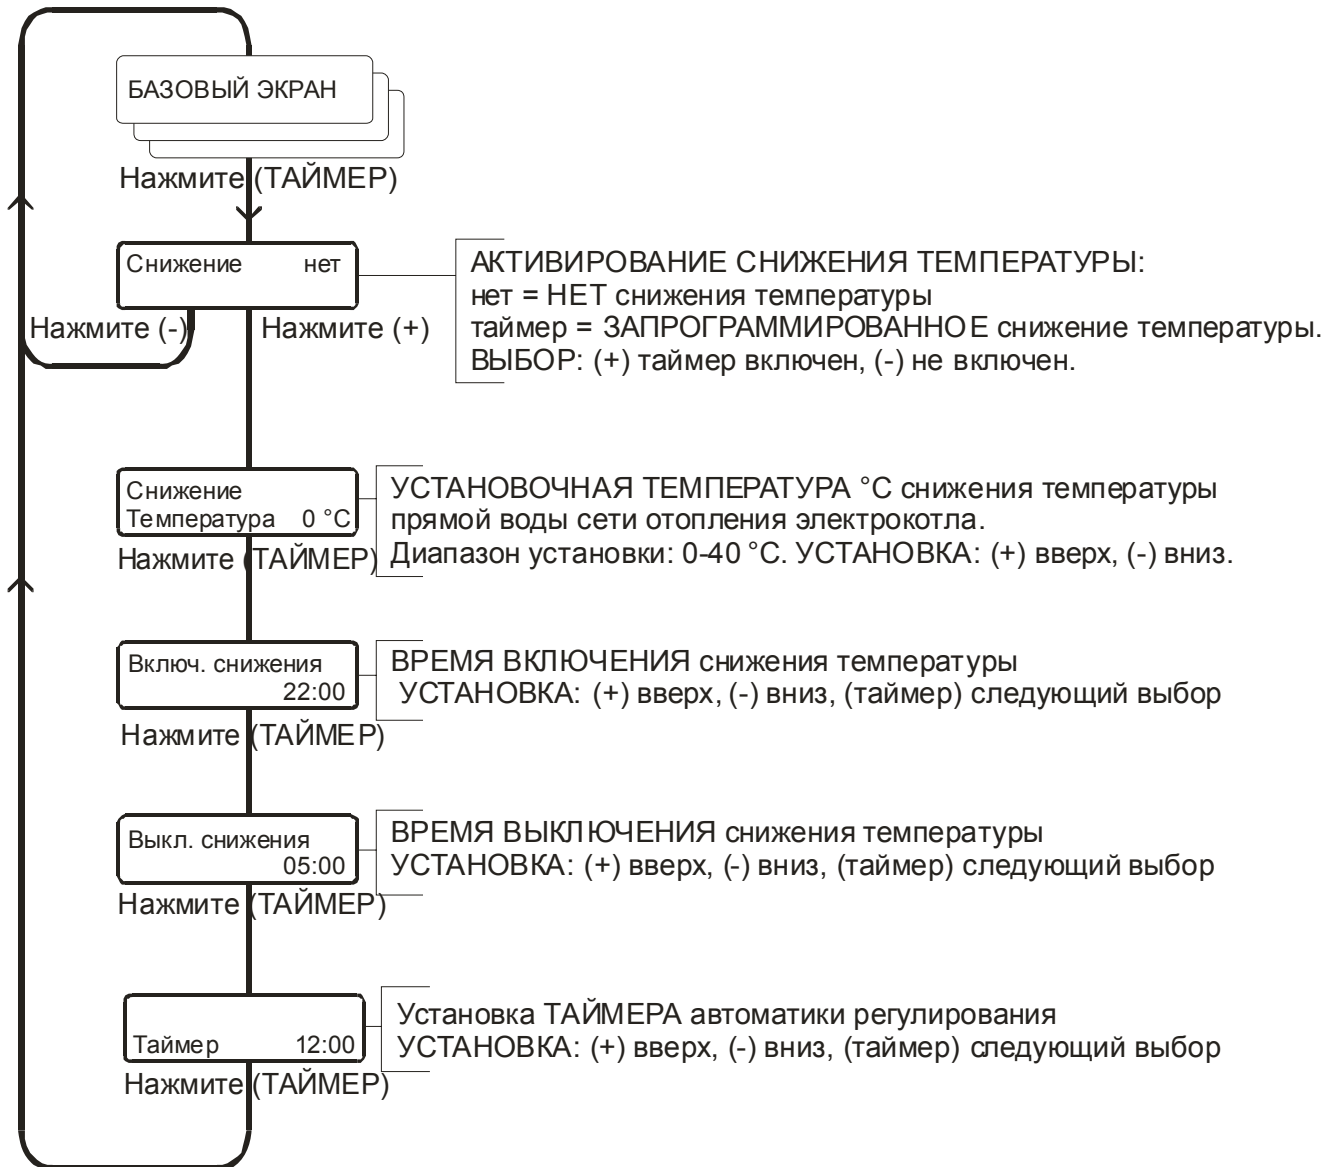 БАЗОВЫЙ ЭКРАН
Нажмите (ТАЙМЕР)
Снижение нет
АКТИВИРОВАНИЕ СНИЖЕНИЯ ТЕМПЕРАТУРЫ:
нет = НЕТ снижения температуры
таймер = ЗАПРОГРАММИРОВАННОЕ снижение температуры.
ВЫБОР: (+) таймер включен, (-) не включен.
Нажмите (-)
Нажмите (+)
Снижение
Температура 0 °C
УСТАНОВОЧНАЯ ТЕМПЕРАТУРА °C снижения температуры
прямой воды сети отопления электрокотла.
Диапазон установки: 0-40 °C. УСТАНОВКА: (+) вверх, (-) вниз.
Нажмите (ТАЙМЕР)
Включ. снижения
22:00
ВРЕМЯ ВКЛЮЧЕНИЯ снижения температуры
УСТАНОВКА: (+) вверх, (-) вниз, (таймер) следующий выбор
Нажмите (ТАЙМЕР)
Выкл. снижения
05:00
ВРЕМЯ ВЫКЛЮЧЕНИЯ снижения температуры
УСТАНОВКА: (+) вверх, (-) вниз, (таймер) следующий выбор
Нажмите (ТАЙМЕР)
Таймер 12:00
Установка ТАЙМЕРА автоматики регулирования
УСТАНОВКА: (+) вверх, (-) вниз, (таймер) следующий выбор
Нажмите (ТАЙМЕР)